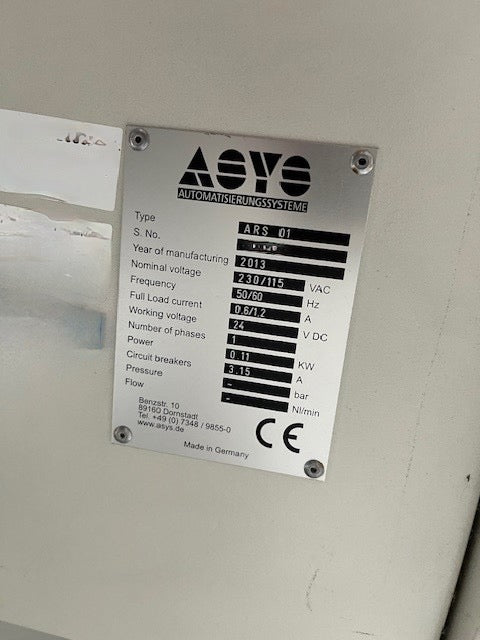 ASYS
AUTOMATISIERUNGSSYSTEME
Type ARS 01
S. No.
Year of manufacturing 2013
Nominal voltage 230/115 VAC
Frequency 50/60 Hz
Full Load current 0.6/1.2 A
Working voltage 24 V DC
Number of phases 1
Power 0.11 KW
Circuit breakers 3.15 A
Pressure - bar
Flow - Nl/min
Benzstr. 10
89160 Dornstadt
Tel. +49 (0) 7348 / 9855-0
www.asys.de
CE
Made in Germany